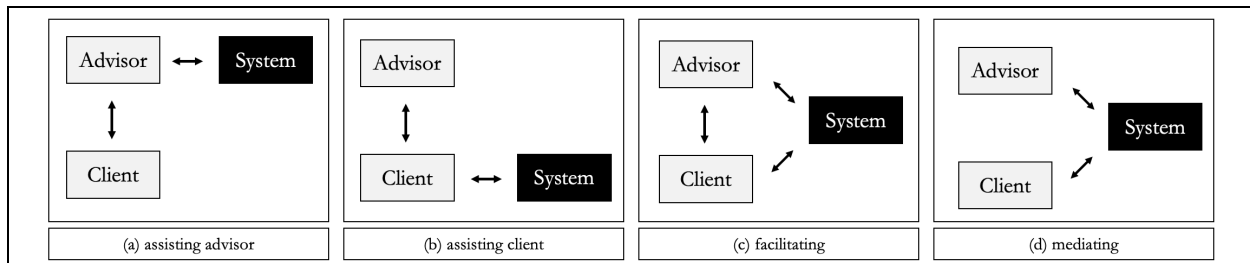 Advisor
System
Client
(a) assisting advisor
Advisor
Client
System
(b) assisting client
Advisor
System
Client
(c) facilitating
Advisor
System
Client
(d) mediating